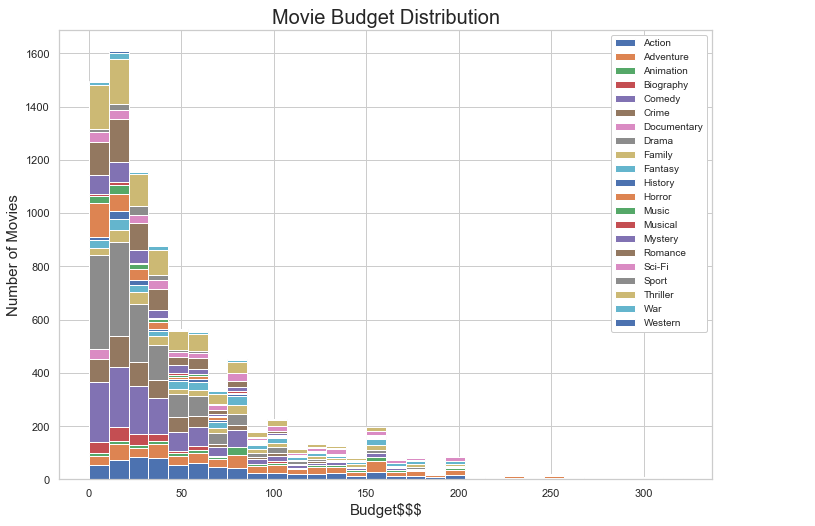 Movie Budget Distribution
1600
1400
1200
1000
800
600
400
200
0
Number of Movies
0 50 100 150 200 250 300
Budget$$$
Action
Adventure
Animation
Biography
Comedy
Crime
Documentary
Drama
Family
Fantasy
History
Horror
Music
Musical
Mystery
Romance
Sci-Fi
Sport
Thriller
War
Western